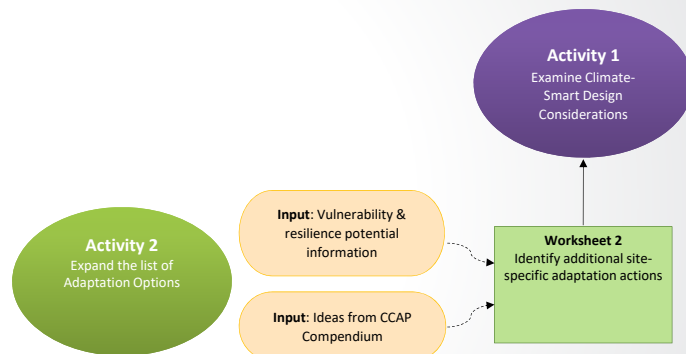 Activity 1
Examine Climate-
Smart Design
Considerations
Activity 2
Expand the list of
Adaptation Options
Input: Vulnerability &
resilience potential
information
Input: Ideas from CCAP
Compendium
Worksheet 2
Identify additional site-
specific adaptation actions